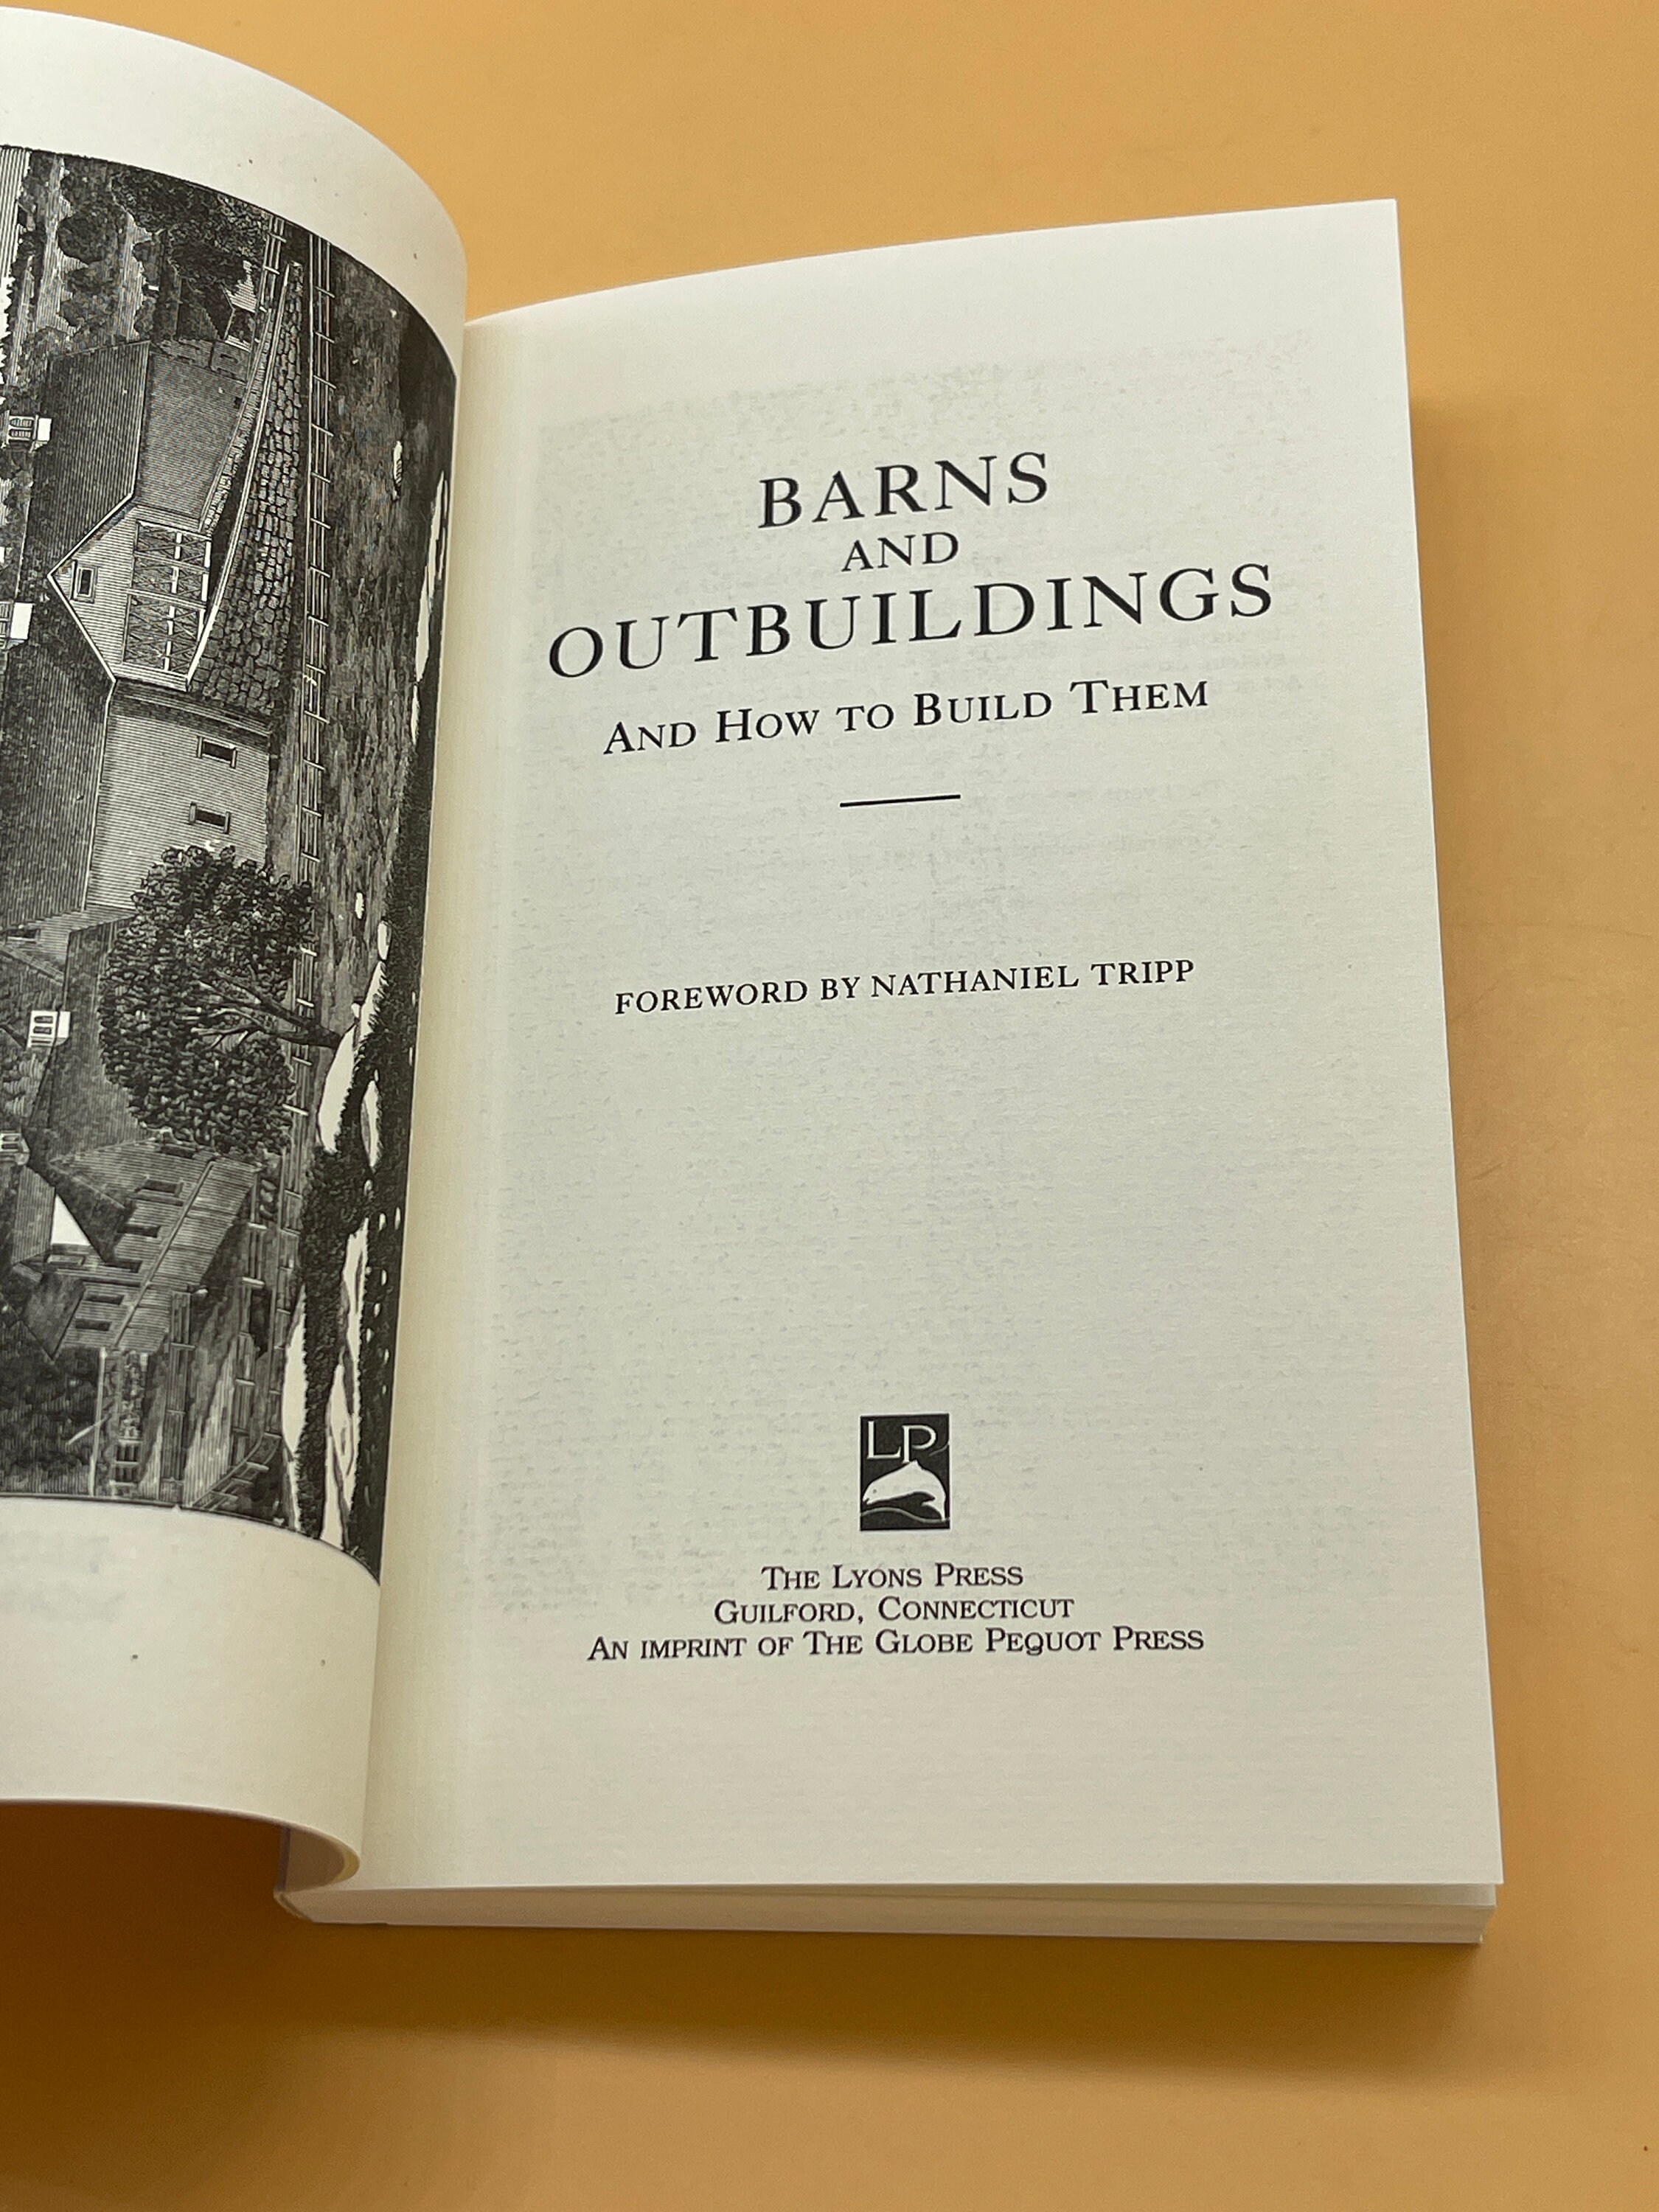 BARNS
AND
OUTBUILDINGS
AND HOW TO BUILD THEM
FOREWORD BY NATHANIEL TRIPP
LP
THE LYONS PRESS
GUILFORD, CONNECTICUT
AN IMPRINT OF THE GLOBE PEQUOT PRESS